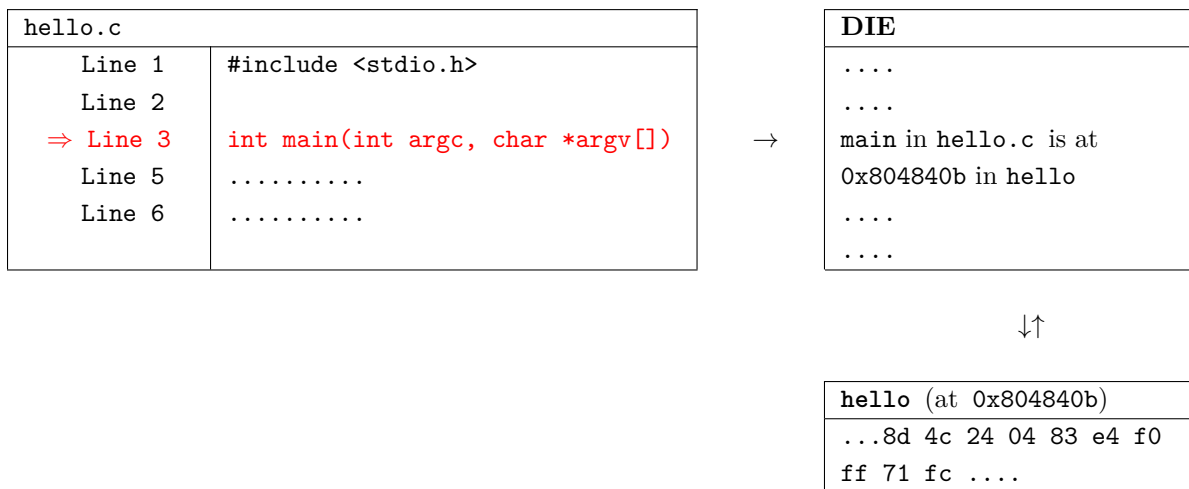 hello.c
Line 1 #include <stdio.h>
Line 2
⇒ Line 3 int main(int argc, char *argv[])
Line 5 ..........
Line 6 ..........
→
DIE
....
....
main in hello.c is at
0x804840b in hello
....
....
↓↑
hello (at 0x804840b)
...8d 4c 24 04 83 e4 f0
ff 71 fc ....